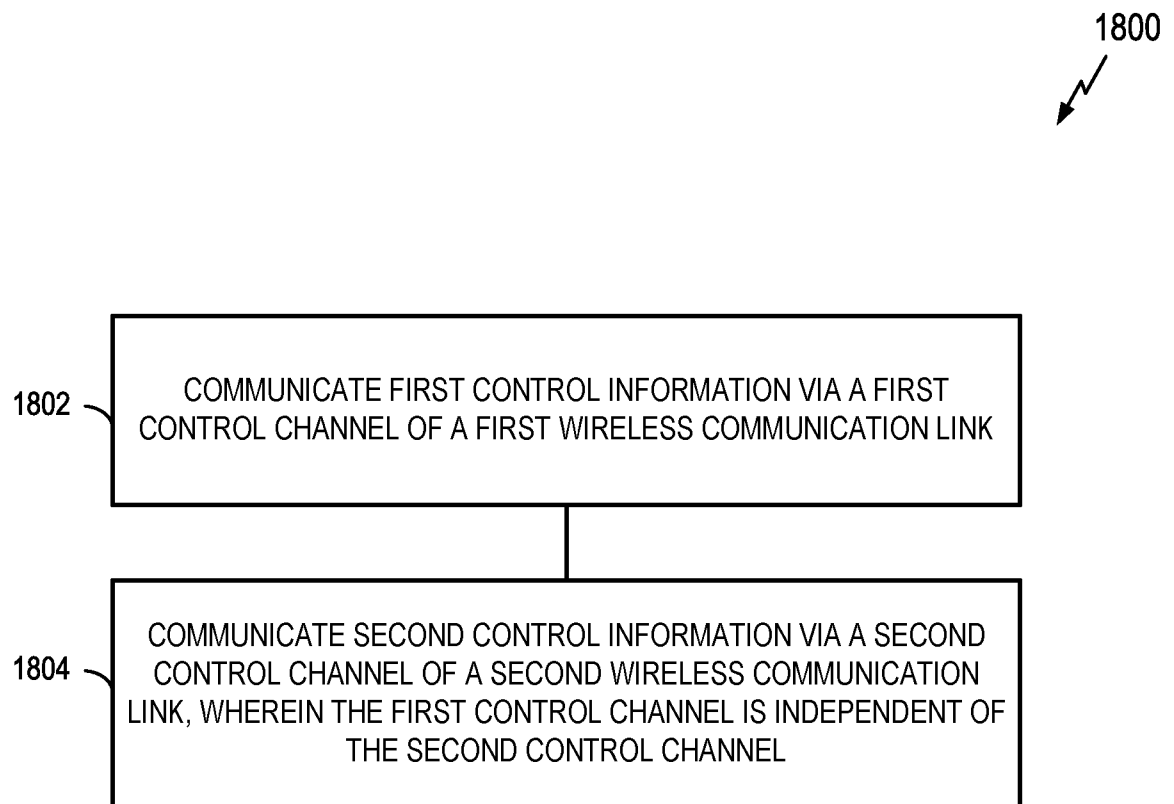 1800
1802
COMMUNICATE FIRST CONTROL INFORMATION VIA A FIRST
CONTROL CHANNEL OF A FIRST WIRELESS COMMUNICATION LINK
1804
COMMUNICATE SECOND CONTROL INFORMATION VIA A SECOND
CONTROL CHANNEL OF A SECOND WIRELESS COMMUNICATION
LINK, WHEREIN THE FIRST CONTROL CHANNEL IS INDEPENDENT OF
THE SECOND CONTROL CHANNEL